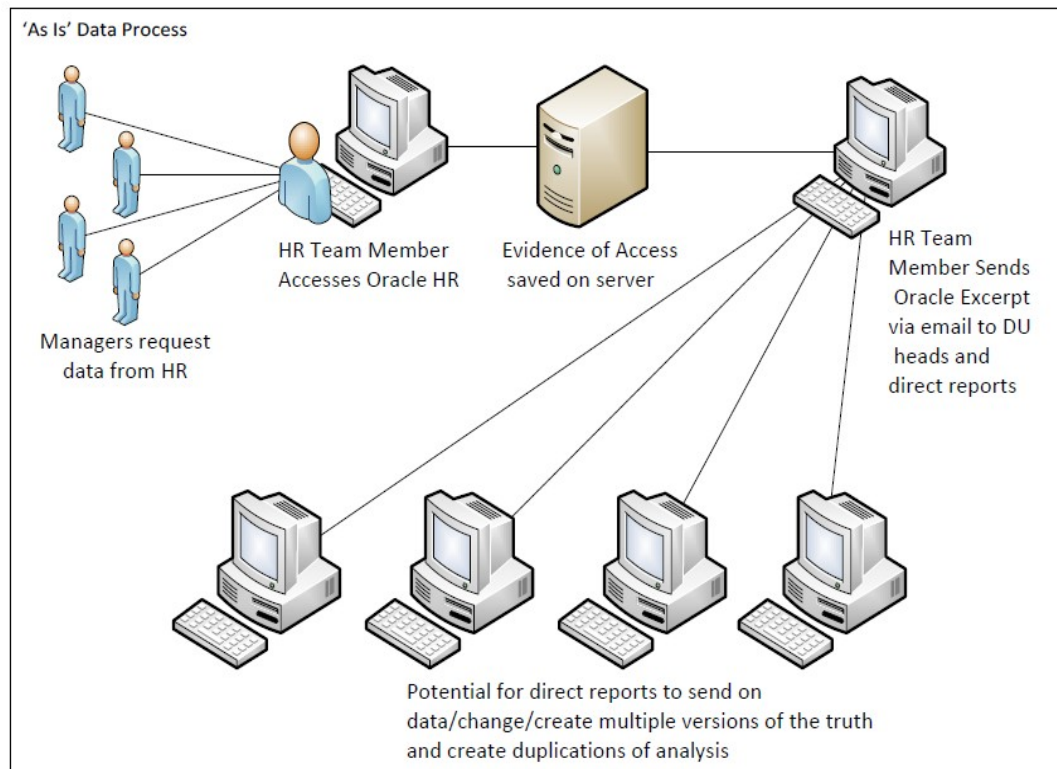 'As Is' Data Process
HR Team Member
Accesses Oracle HR
Evidence of Access
saved on server
HR Team
Member Sends
Oracle Excerpt
via email to DU
heads and
direct reports
Managers request
data from HR
Potential for direct reports to send on
data/change/create multiple versions of the truth
and create duplications of analysis